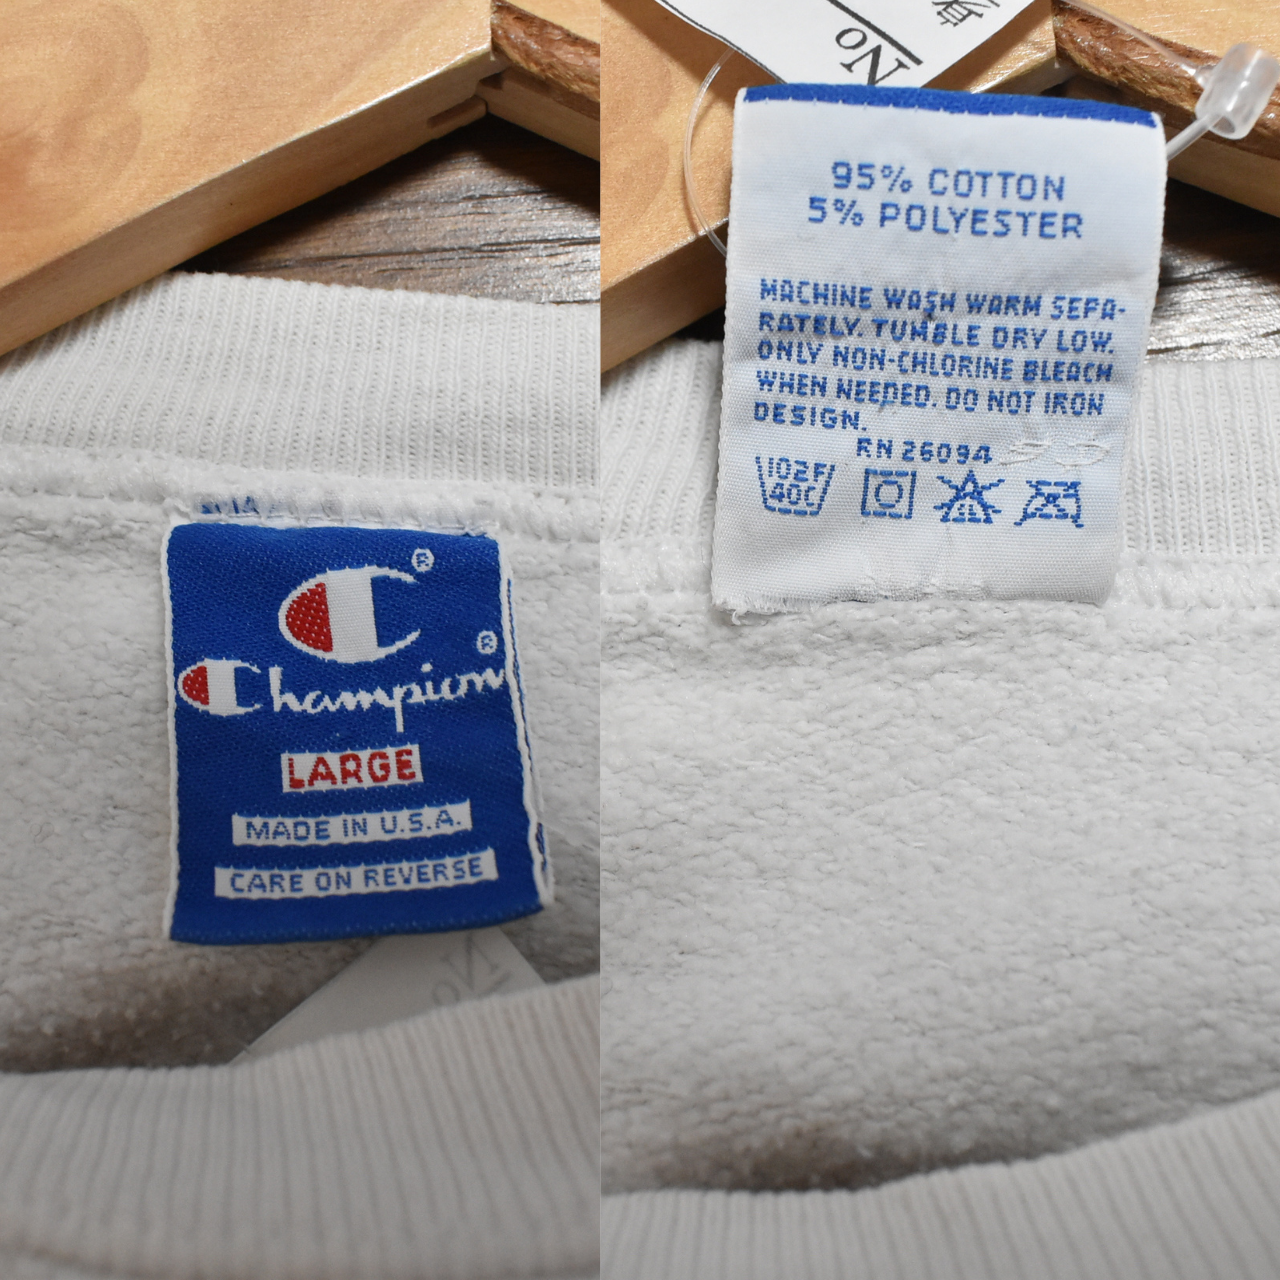 ®
®
Champion
LARGE
MADE IN U.S.A.
CARE ON REVERSE
No
95% COTTON
5% POLYESTER
MACHINE WASH WARM SEPA-
RATELY. TUMBLE DRY LOW.
ONLY NON-CHLORINE BLEACH
WHEN NEEDED. DO NOT IRON
DESIGN.
RN 26094
102F
40C